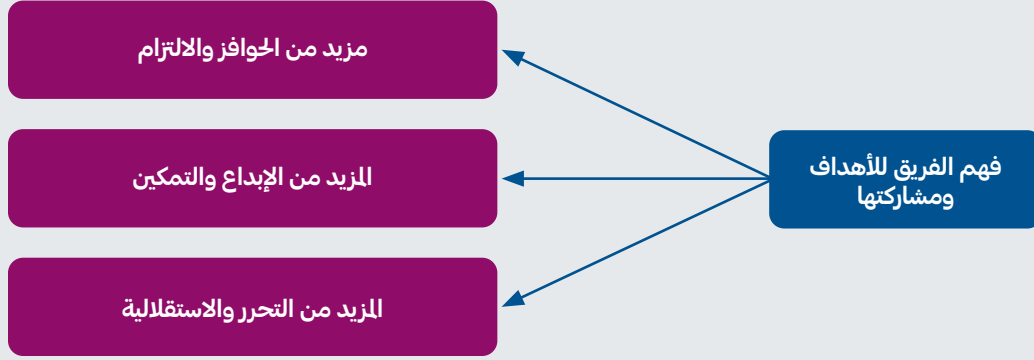 فهم الفريق للأهداف
ومشاركتها
مزيد من الحوافز والالتزام
المزيد من الإبداع والتمكين
المزيد من التحرر والاستقلالية